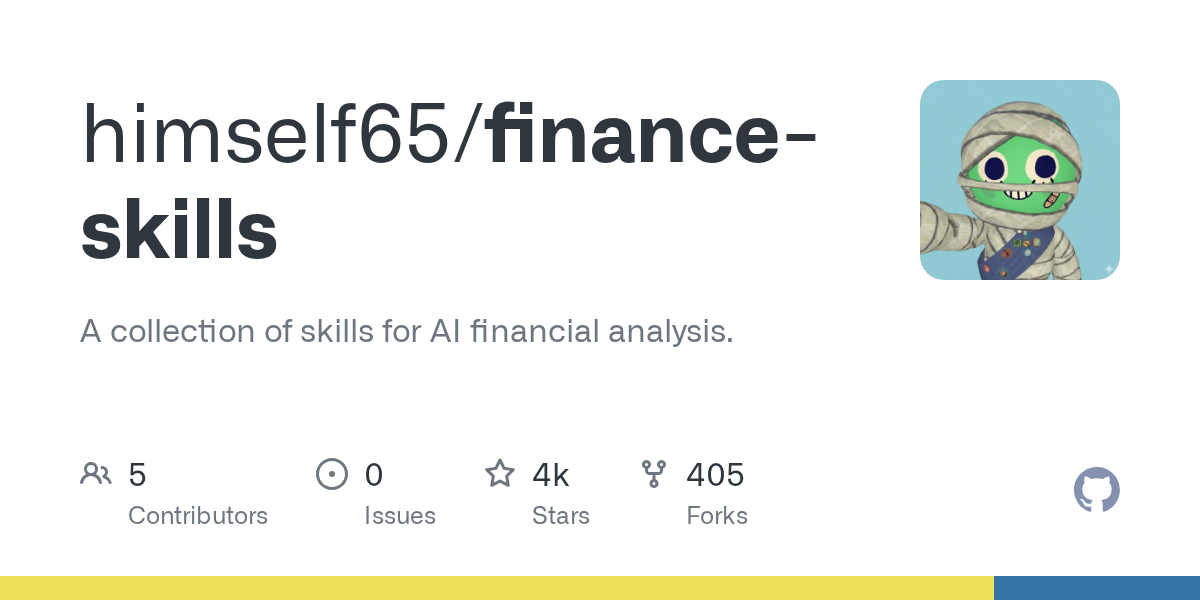 himself65/finance-
skills
A collection of skills for AI financial analysis.
5
Contributors
0
Issues
4k
Stars
405
Forks